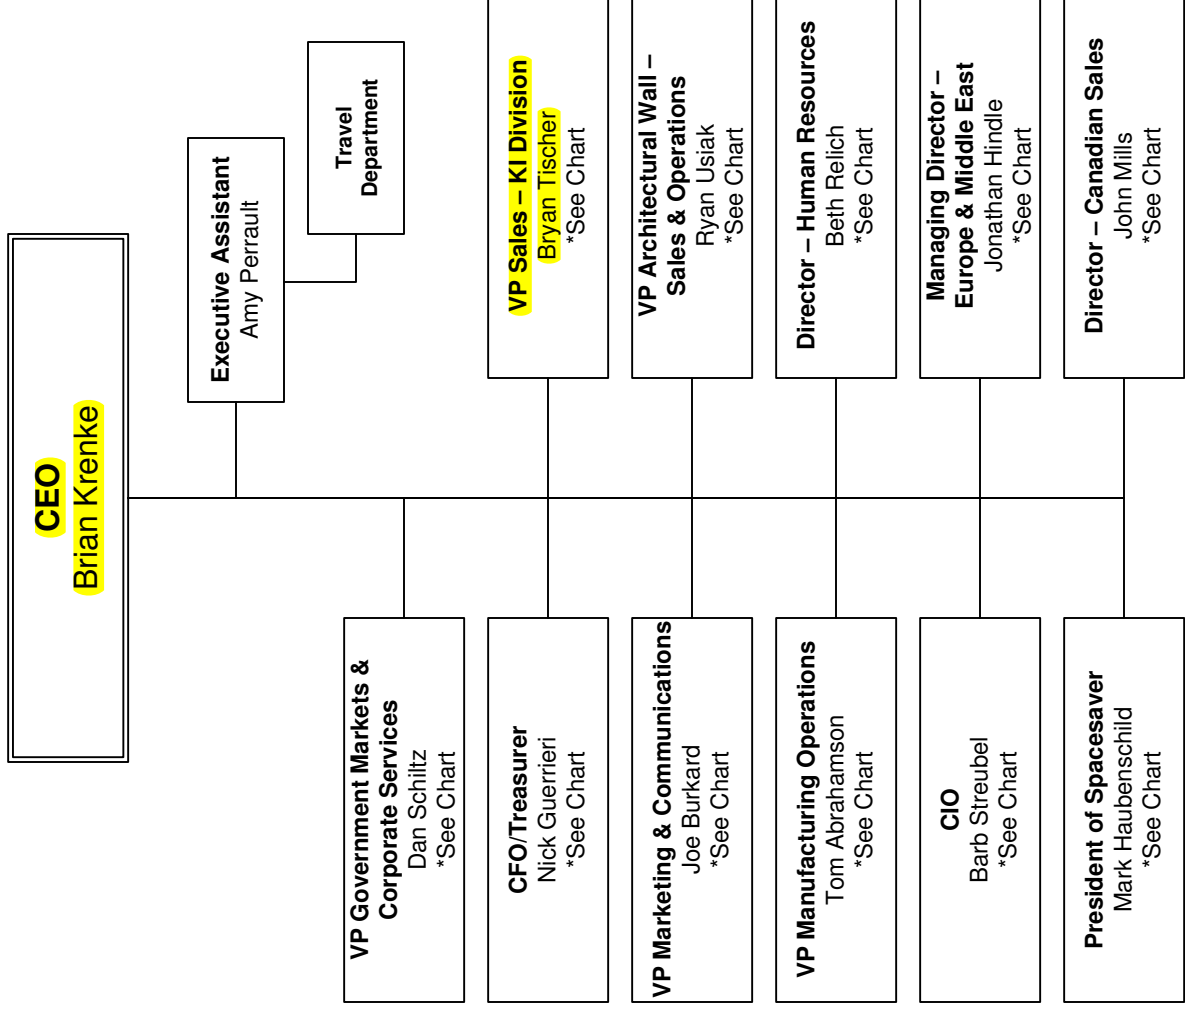 CEO
Brian Krenke
Executive Assistant
Amy Perrault
Travel
Department
VP Government Markets &
Corporate Services
Dan Schiltz
*See Chart
CFO/Treasurer
Nick Guerrieri
*See Chart
VP Sales – KI Division
Bryan Tischer
*See Chart
VP Marketing & Communications
Joe Burkard
*See Chart
VP Architectural Wall –
Sales & Operations
Ryan Usiak
*See Chart
VP Manufacturing Operations
Tom Abrahamson
*See Chart
Director – Human Resources
Beth Relich
*See Chart
CIO
Barb Streubel
*See Chart
Managing Director –
Europe & Middle East
Jonathan Hindle
*See Chart
President of Spacesaver
Mark Haubenschild
*See Chart
Director – Canadian Sales
John Mills
*See Chart